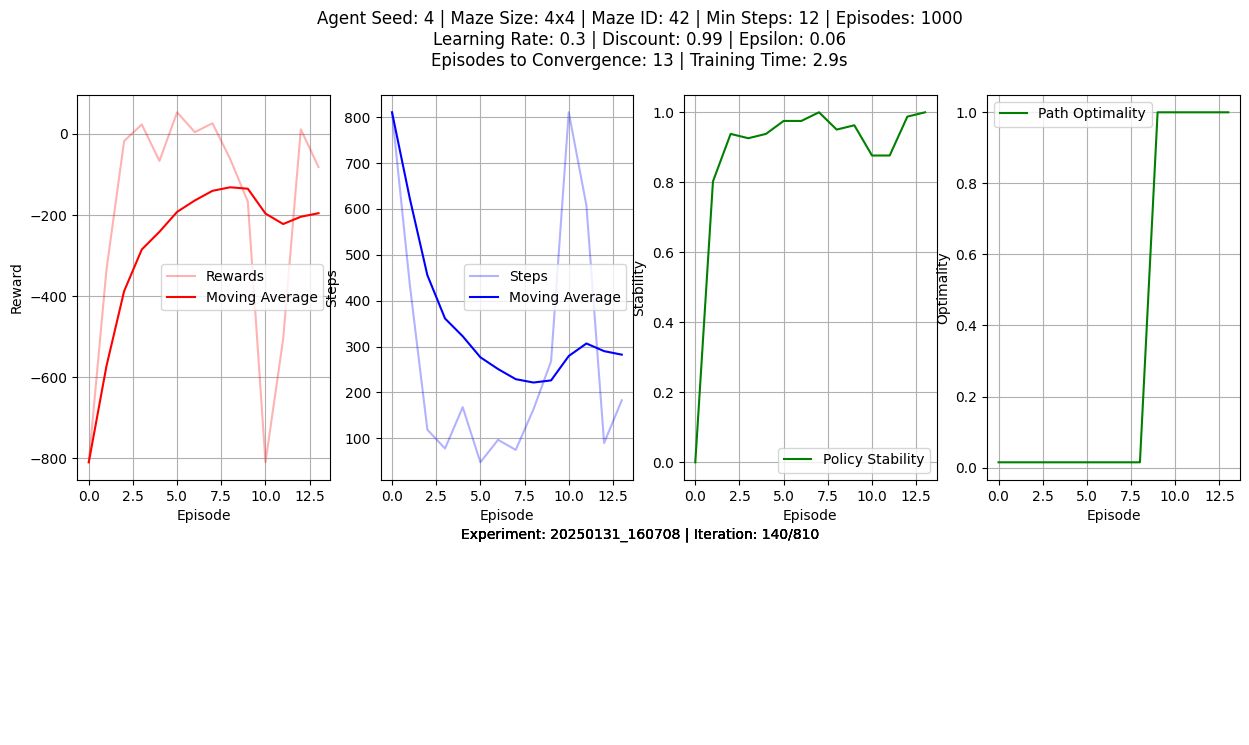 Agent Seed: 4 | Maze Size: 4x4 | Maze ID: 42 | Min Steps: 12 | Episodes: 1000
Learning Rate: 0.3 | Discount: 0.99 | Epsilon: 0.06
Episodes to Convergence: 13 | Training Time: 2.9s
Reward
0
−200
−400
−600
−800
Rewards
Moving Average
0.0 2.5 5.0 7.5 10.0 12.5
Episode
Steps
800
700
600
500
400
300
200
100
Steps
Moving Average
0.0 2.5 5.0 7.5 10.0 12.5
Episode
Stability
1.0
0.8
0.6
0.4
0.2
0.0
Policy Stability
0.0 2.5 5.0 7.5 10.0 12.5
Episode
Optimality
Path Optimality
1.0
0.8
0.6
0.4
0.2
0.0
0.0 2.5 5.0 7.5 10.0 12.5
Episode
Experiment: 20250131_160708 | Iteration: 140/810